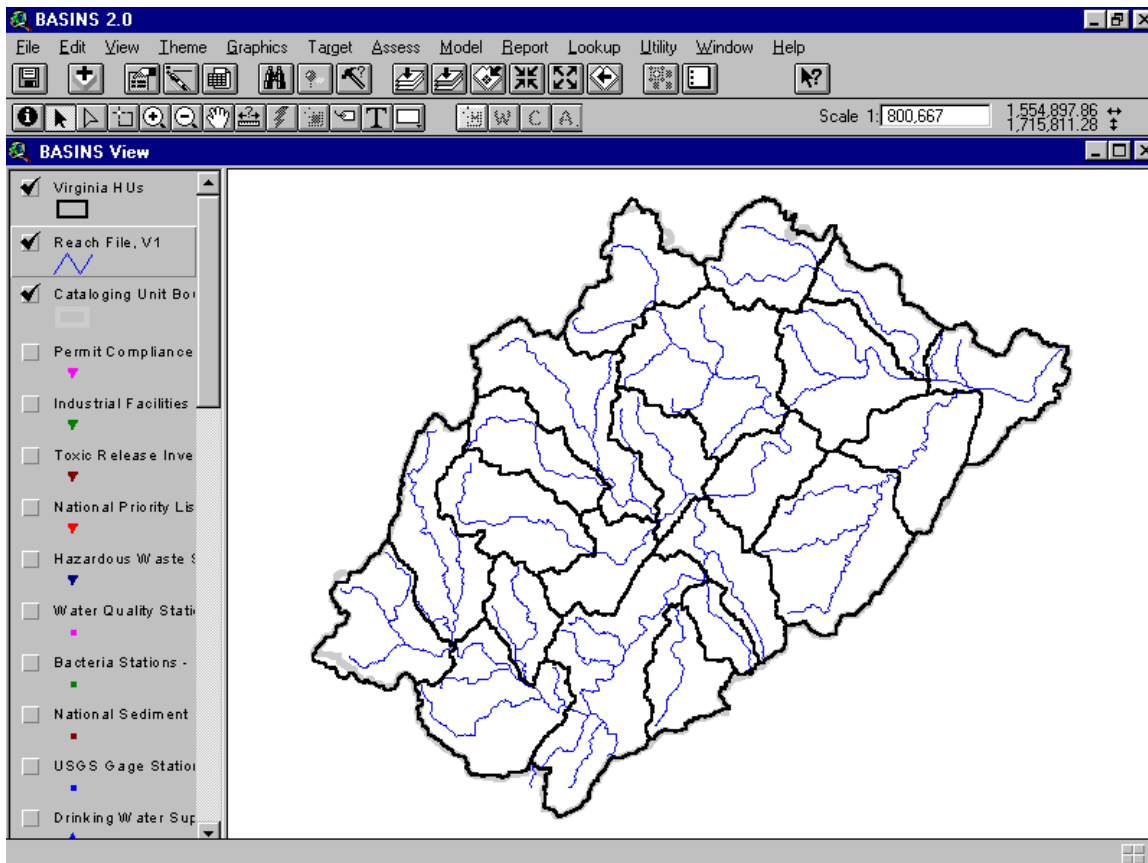 BASINS 2.0
File Edit View Theme Graphics Target Assess Model Report Lookup Utility Window Help
T W C A
Scale 1: 800,667
1,554,897.86
1,715,811.28
BASINS View
Virginia HUs
Reach File, V1
Cataloging Unit Bou
Permit Compliance
Industrial Facilities
Toxic Release Inve
National Priority Lis
Hazardous Waste S
Water Quality Stati
Bacteria Stations -
National Sediment
USGS Gage Station
Drinking Water Sup